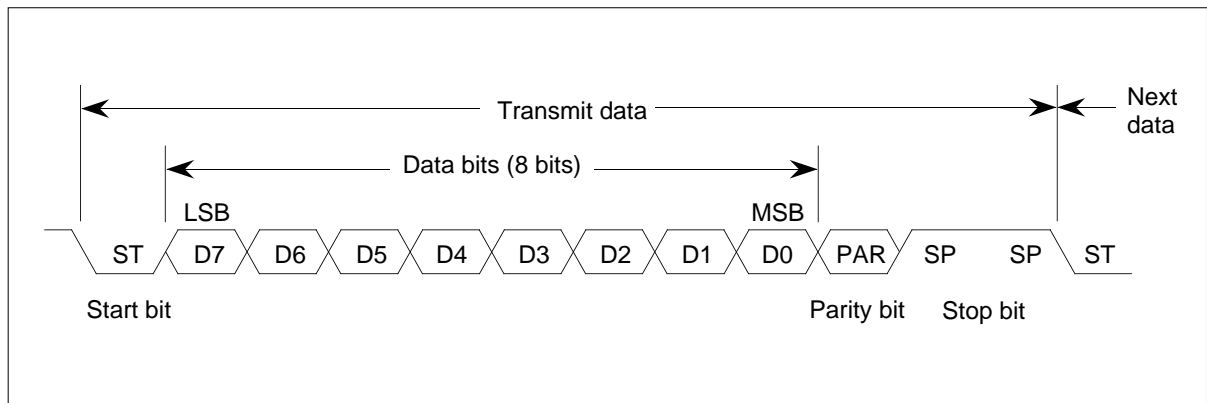 Transmit data
Next
data
Data bits (8 bits)
LSB MSB
ST D7 D6 D5 D4 D3 D2 D1 D0 PAR SP SP ST
Start bit Parity bit Stop bit